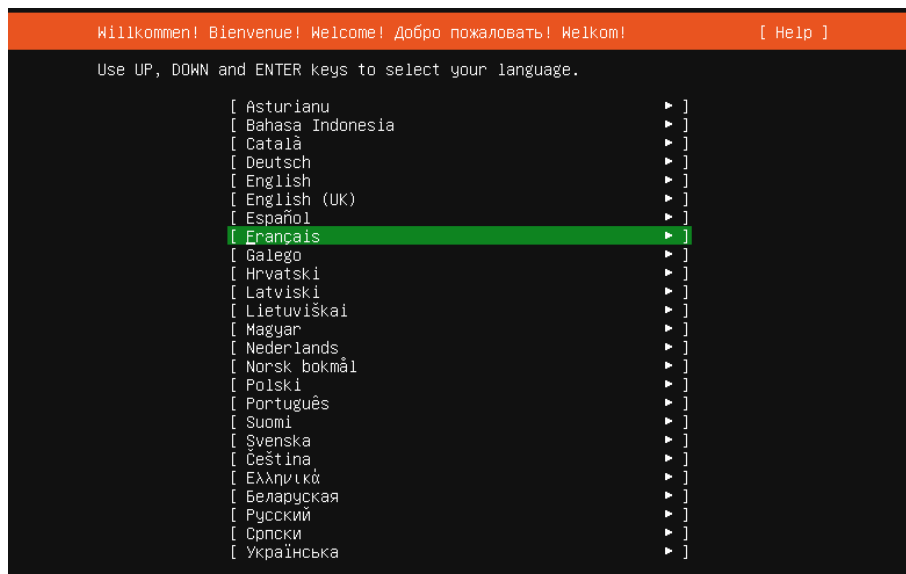 Willkommen! Bienvenue! Welcome! Добро пожаловать! Welkom! [ Help ]
Use UP, DOWN and ENTER keys to select your language.
[ Asturianu ► ]
[ Bahasa Indonesia ► ]
[ Català ► ]
[ Deutsch ► ]
[ English ► ]
[ English (UK) ► ]
[ Español ► ]
[ Français ► ]
[ Galego ► ]
[ Hrvatski ► ]
[ Latviski ► ]
[ Lietuviškai ► ]
[ Magyar ► ]
[ Nederlands ► ]
[ Norsk bokmål ► ]
[ Polski ► ]
[ Português ► ]
[ Suomi ► ]
[ Svenska ► ]
[ Čeština ► ]
[ Ελληνικά ► ]
[ Беларуская ► ]
[ Русский ► ]
[ Српски ► ]
[ Українська ► ]